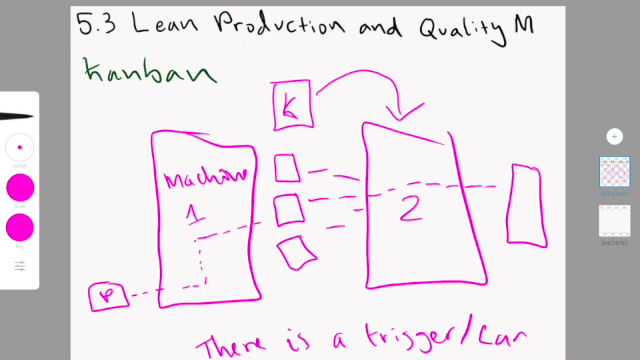 5.3 Lean Production and Quality M
Kanban
K
Machine
1
2
P
There is a trigger/car